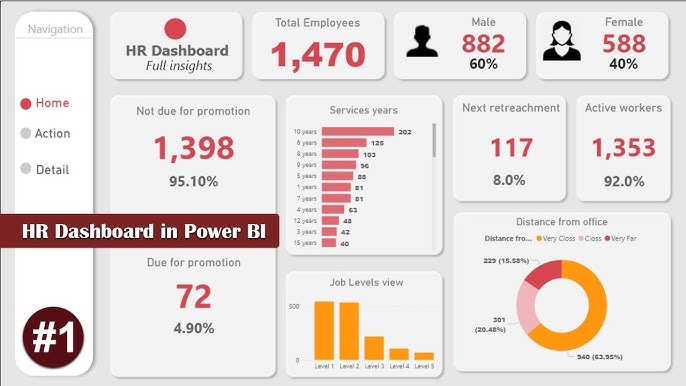 Navigation
Home
Action
Detail
HR Dashboard
Full insights
Total Employees
1,470
Male
882
60%
Female
588
40%
Not due for promotion
1,398
95.10%
HR Dashboard in Power BI
Due for promotion
72
4.90%
#1
Services years
10 years 202
6 years 125
8 years 103
9 years 96
5 years 88
1 years 81
7 years 81
4 years 63
12 years 48
3 years 42
15 years 40
Job Levels view
500
0
Level 1 Level 2 Level 3 Level 4 Level 5
Next retreachment
117
8.0%
Active workers
1,353
92.0%
Distance from office
Distance fro... Very Closs Closs Very Far
229 (15.58%)
301
(20.48%)
940 (63.95%)